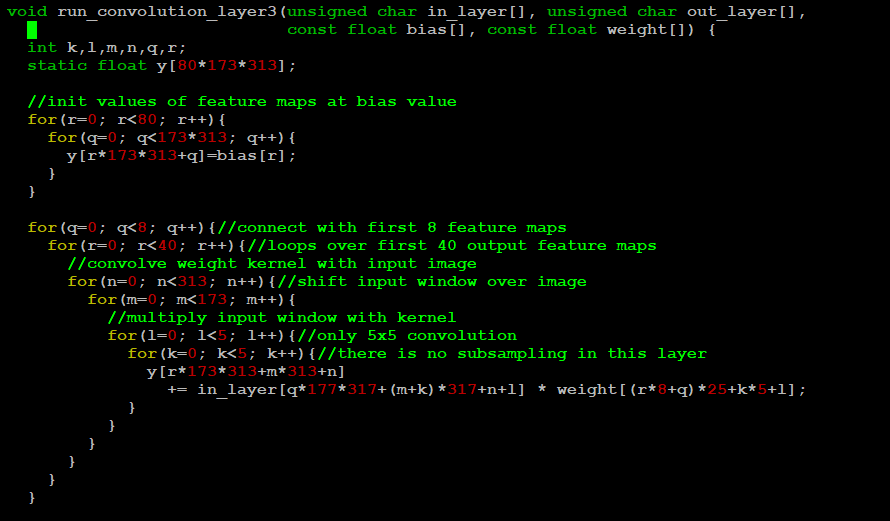 void run_convolution_layer3(unsigned char in_layer[], unsigned char out_layer[],
                            const float bias[], const float weight[]) {
  int k,l,m,n,q,r;
  static float y[80*173*313];

  //init values of feature maps at bias value
  for(r=0; r<80; r++){
    for(q=0; q<173*313; q++){
      y[r*173*313+q]=bias[r];
    }
  }

  for(q=0; q<8; q++){//connect with first 8 feature maps
    for(r=0; r<40; r++){//loops over first 40 output feature maps
      //convolve weight kernel with input image
      for(n=0; n<313; n++){//shift input window over image
        for(m=0; m<173; m++){
          //multiply input window with kernel
          for(l=0; l<5; l++){//only 5x5 convolution
            for(k=0; k<5; k++){//there is no subsampling in this layer
              y[r*173*313+m*313+n]
                += in_layer[q*177*317+(m+k)*317+n+l] * weight[(r*8+q)*25+k*5+l];
            }
          }
        }
      }
    }
  }